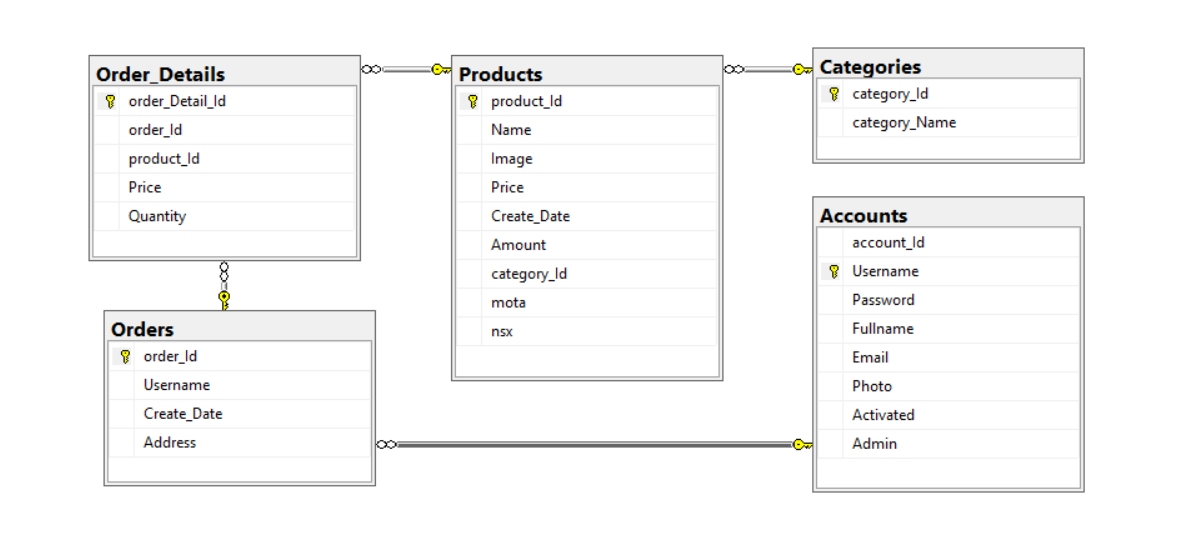 Order_Details
order_Detail_Id
order_Id
product_Id
Price
Quantity
Products
product_Id
Name
Image
Price
Create_Date
Amount
category_Id
mota
nsx
Categories
category_Id
category_Name
Accounts
account_Id
Username
Password
Fullname
Email
Photo
Activated
Admin
Orders
order_Id
Username
Create_Date
Address